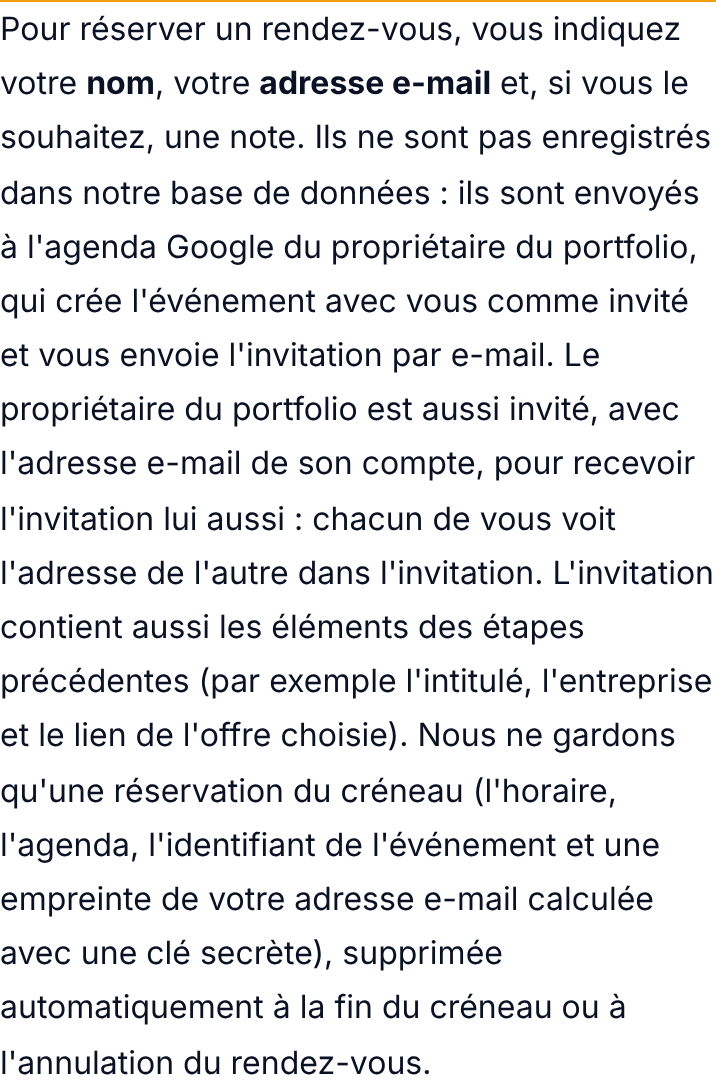 Pour réserver un rendez-vous, vous indiquez
votre nom, votre adresse e-mail et, si vous le
souhaitez, une note. Ils ne sont pas enregistrés
dans notre base de données : ils sont envoyés
à l'agenda Google du propriétaire du portfolio,
qui crée l'événement avec vous comme invité
et vous envoie l'invitation par e-mail. Le
propriétaire du portfolio est aussi invité, avec
l'adresse e-mail de son compte, pour recevoir
l'invitation lui aussi : chacun de vous voit
l'adresse de l'autre dans l'invitation. L'invitation
contient aussi les éléments des étapes
précédentes (par exemple l'intitulé, l'entreprise
et le lien de l'offre choisie). Nous ne gardons
qu'une réservation du créneau (l'horaire,
l'agenda, l'identifiant de l'événement et une
empreinte de votre adresse e-mail calculée
avec une clé secrète), supprimée
automatiquement à la fin du créneau ou à
l'annulation du rendez-vous.